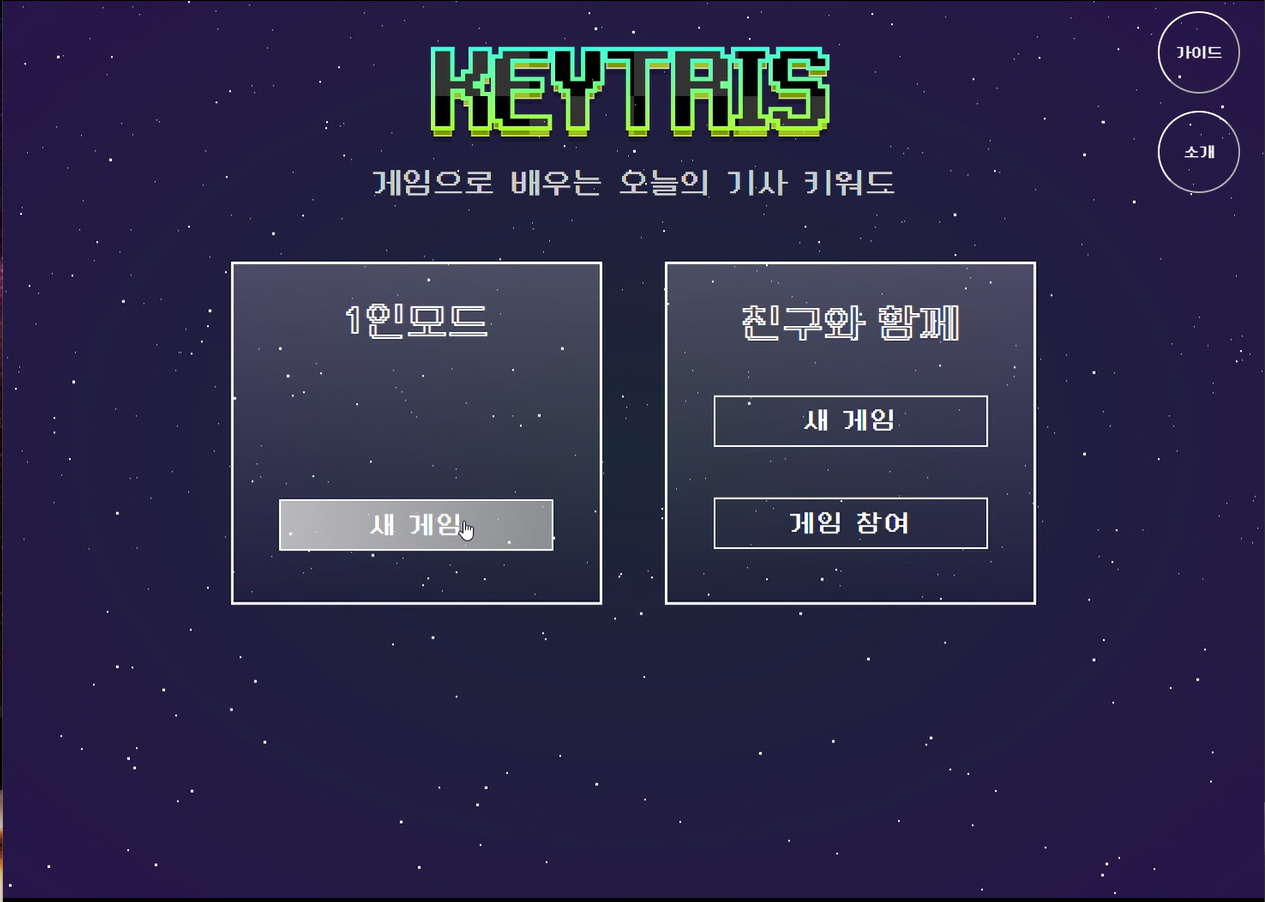 KEYTRIS
가이드
소개
게임으로 배우는 오늘의 기사 키워드
1인모드
새 게임
친구와 함께
새 게임
게임 참여